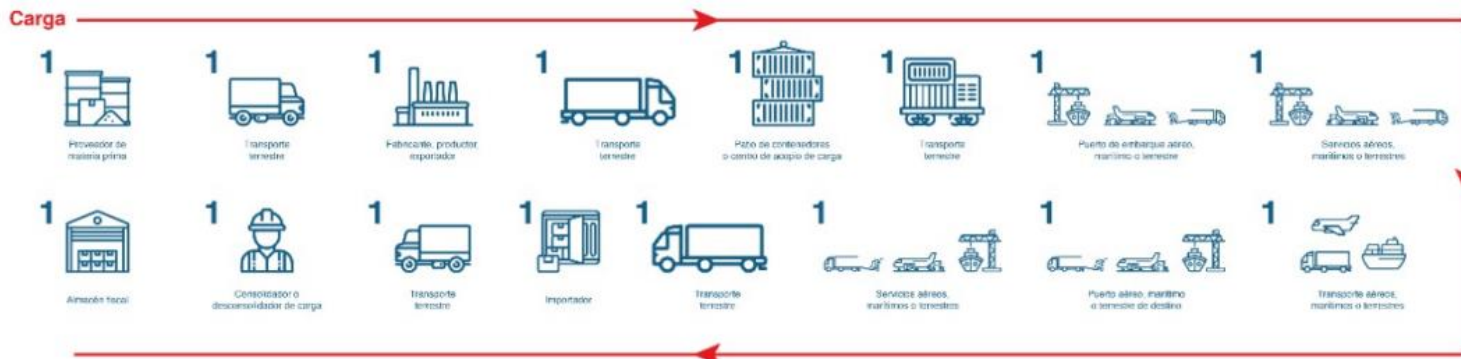 Carga
1 1 1 1 1 1 1 1
Proveedor de
materia prima
Transporte
terrestre
Fabricante, productor,
exportador
Transporte
terrestre
Patio de contenedores
o centro de acopio de carga
Transporte
terrestre
Puerto de embarque aéreo,
marítimo o terrestre
Servicios aéreos,
marítimos o terrestres
1 1 1 1 1 1 1 1
Almacén fiscal
Consolidador o
desconsolidador de carga
Transporte
terrestre
Importador
Transporte
terrestre
Servicios aéreos,
marítimos o terrestres
Puerto aéreo, marítimo
o terrestre de destino
Transporte aéreos,
marítimos o terrestres